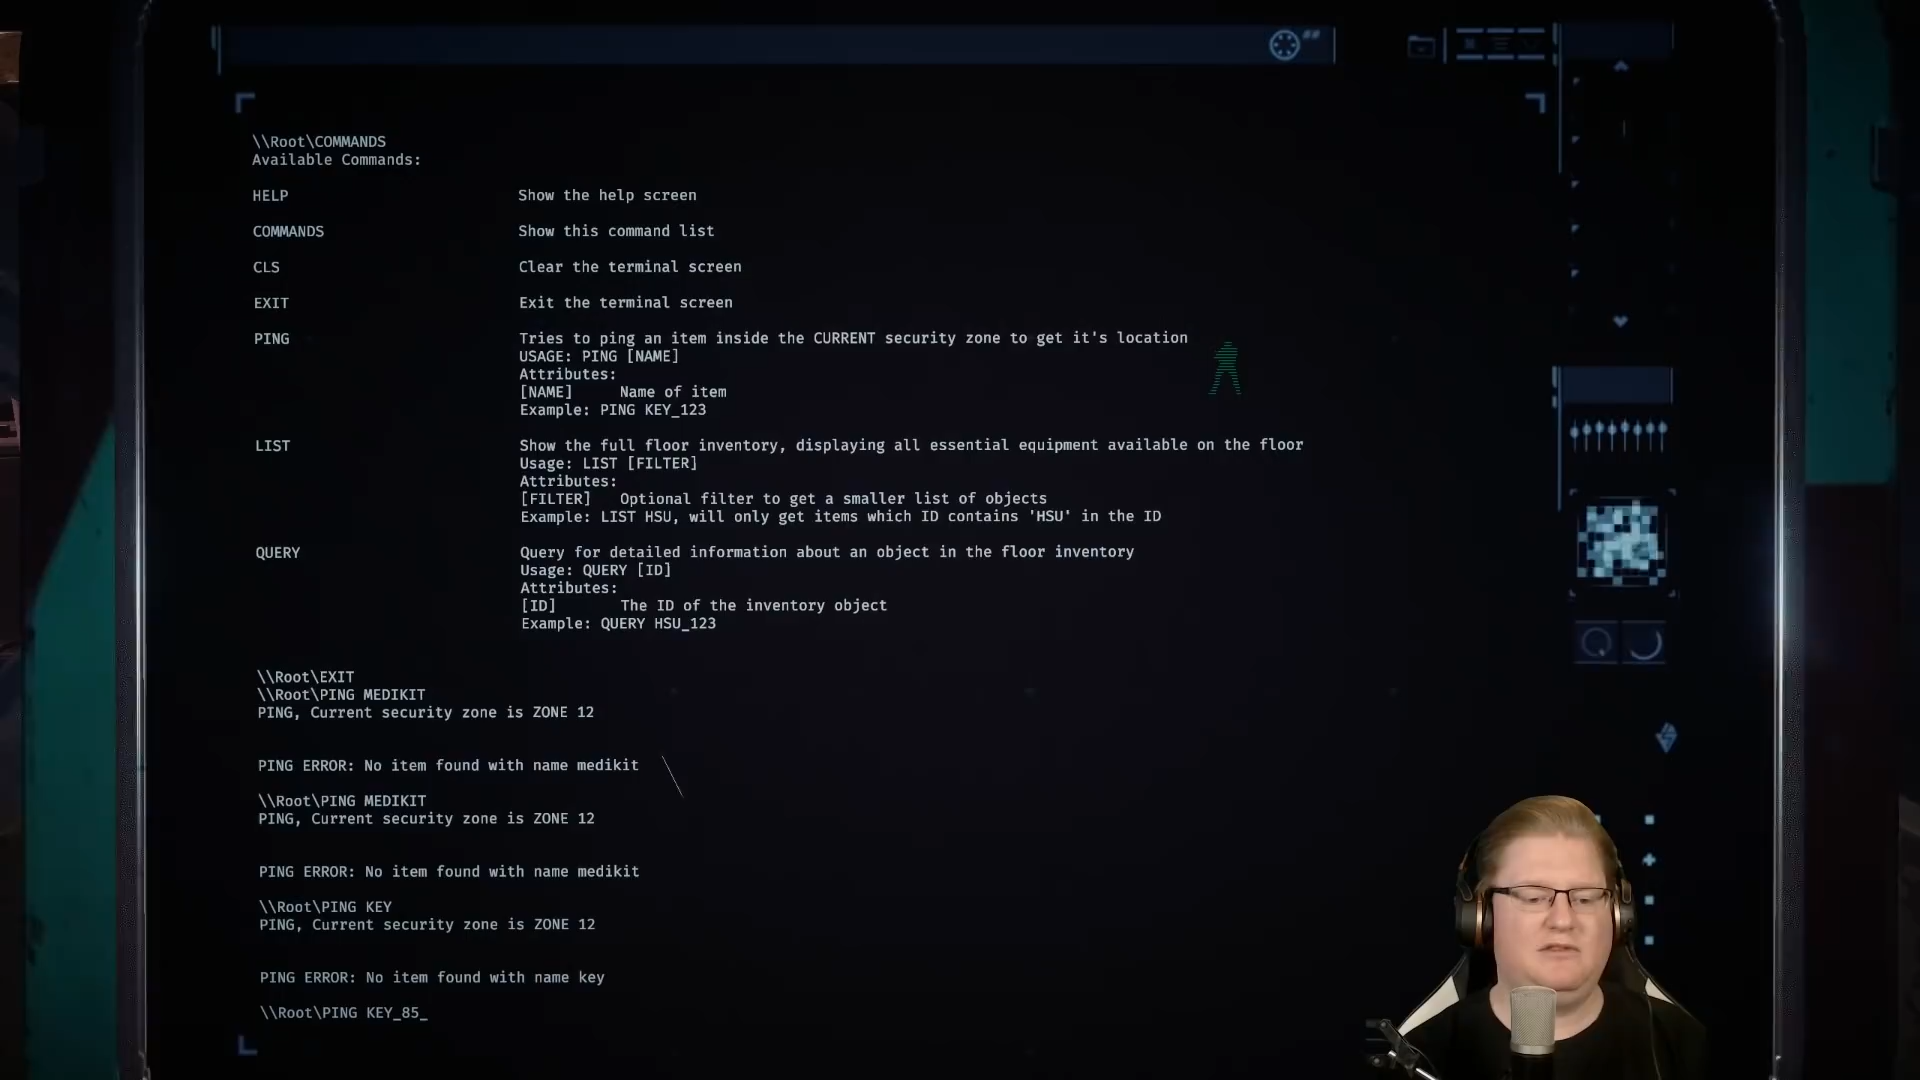 \\Root\COMMANDS
Available Commands:
HELP Show the help screen
COMMANDS Show this command list
CLS Clear the terminal screen
EXIT Exit the terminal screen
PING Tries to ping an item inside the CURRENT security zone to get it's location
USAGE: PING [NAME]
Attributes:
[NAME] Name of item
Example: PING KEY_123
LIST Show the full floor inventory, displaying all essential equipment available on the floor
Usage: LIST [FILTER]
Attributes:
[FILTER] Optional filter to get a smaller list of objects
Example: LIST HSU, will only get items which ID contains 'HSU' in the ID
QUERY Query for detailed information about an object in the floor inventory
Usage: QUERY [ID]
Attributes:
[ID] The ID of the inventory object
Example: QUERY HSU_123
\\Root\EXIT
\\Root\PING MEDIKIT
PING, Current security zone is ZONE 12
PING ERROR: No item found with name medikit
\\Root\PING MEDIKIT
PING, Current security zone is ZONE 12
PING ERROR: No item found with name medikit
\\Root\PING KEY
PING, Current security zone is ZONE 12
PING ERROR: No item found with name key
\\Root\PING KEY_85_